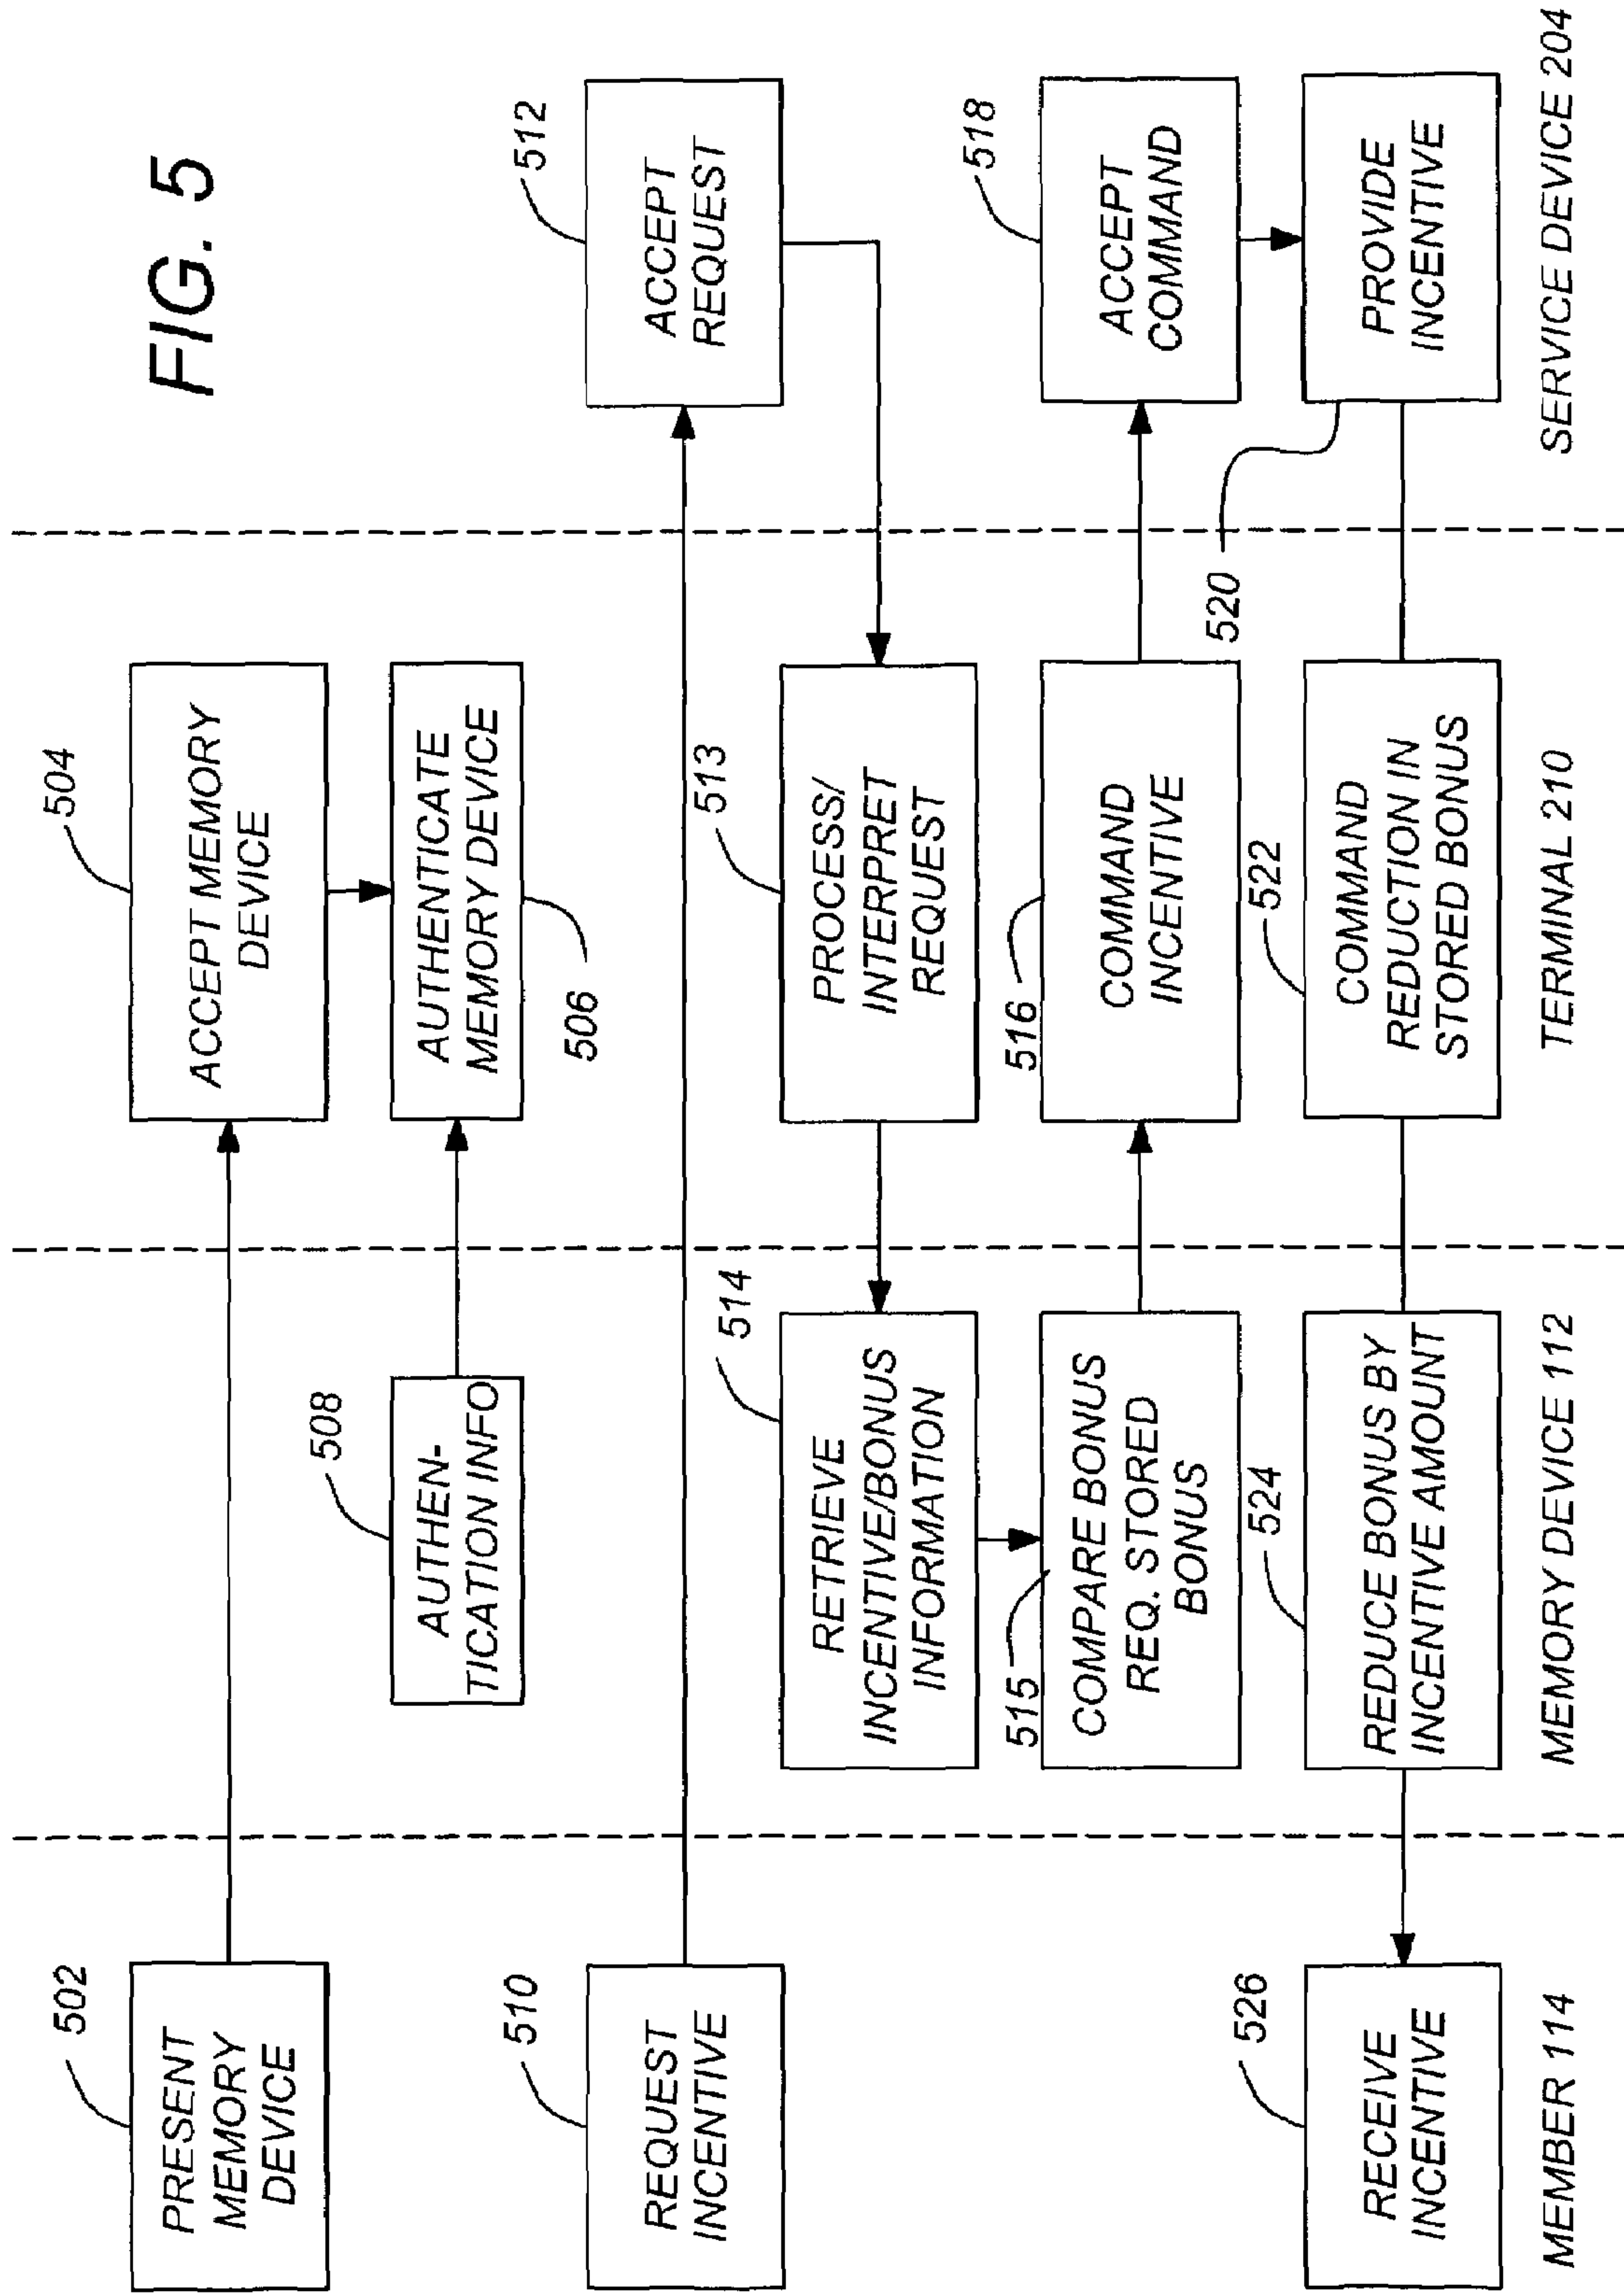 FIG. 5
502
PRESENT
MEMORY
DEVICE
504
ACCEPT MEMORY
DEVICE
508
AUTHEN-
TICATION INFO
AUTHENTICATE
MEMORY DEVICE
506
510
REQUEST
INCENTIVE
512
ACCEPT
REQUEST
514
RETRIEVE
INCENTIVE/BONUS
INFORMATION
513
PROCESS/
INTERPRET
REQUEST
515
COMPARE BONUS
REQ. STORED
BONUS
516
COMMAND
INCENTIVE
518
ACCEPT
COMMAND
526
RECEIVE
INCENTIVE
524
REDUCE BONUS BY
INCENTIVE AMOUNT
522
COMMAND
REDUCTION IN
STORED BONUS
520
PROVIDE
INCENTIVE
MEMBER 114
MEMORY DEVICE 112
TERMINAL 210
SERVICE DEVICE 204